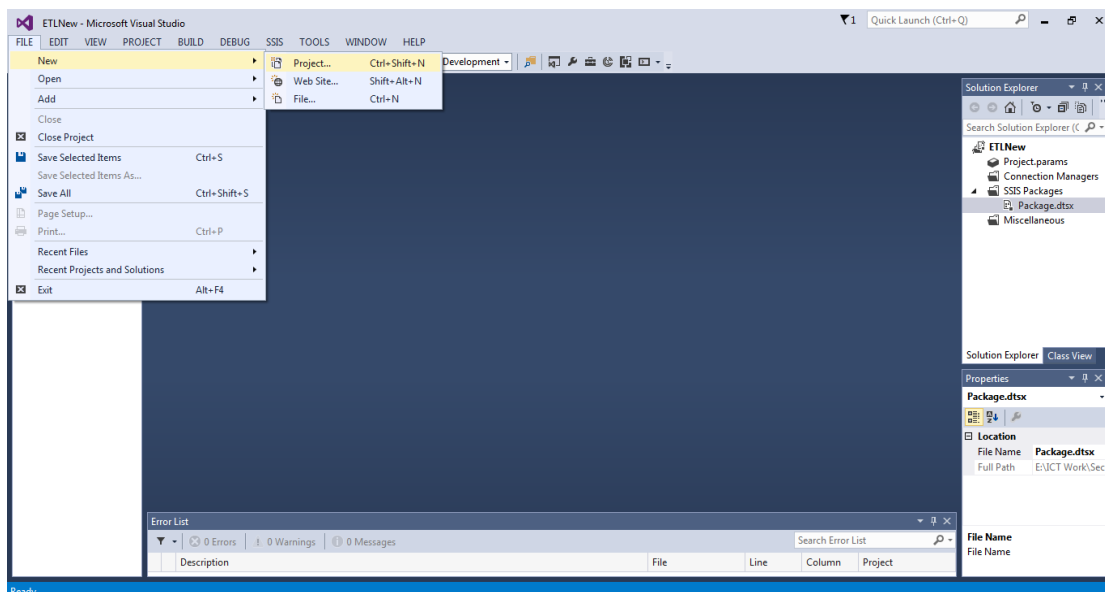 ETLNew - Microsoft Visual Studio
1
Quick Launch (Ctrl+Q)
FILE EDIT VIEW PROJECT BUILD DEBUG SSIS TOOLS WINDOW HELP
Development
New
Project... Ctrl+Shift+N
Web Site... Shift+Alt+N
File... Ctrl+N
Open
Add
Close
Close Project
Save Selected Items Ctrl+S
Save Selected Items As...
Save All Ctrl+Shift+S
Page Setup...
Print... Ctrl+P
Recent Files
Recent Projects and Solutions
Exit Alt+F4
Solution Explorer
Search Solution Explorer (C
ETLNew
Project.params
Connection Managers
SSIS Packages
Package.dtsx
Miscellaneous
Solution Explorer Class View
Properties
Package.dtsx
Location
File Name Package.dtsx
Full Path E:\ICT Work\Sec
File Name
File Name
Error List
0 Errors 0 Warnings 0 Messages
Search Error List
Description File Line Column Project
Ready